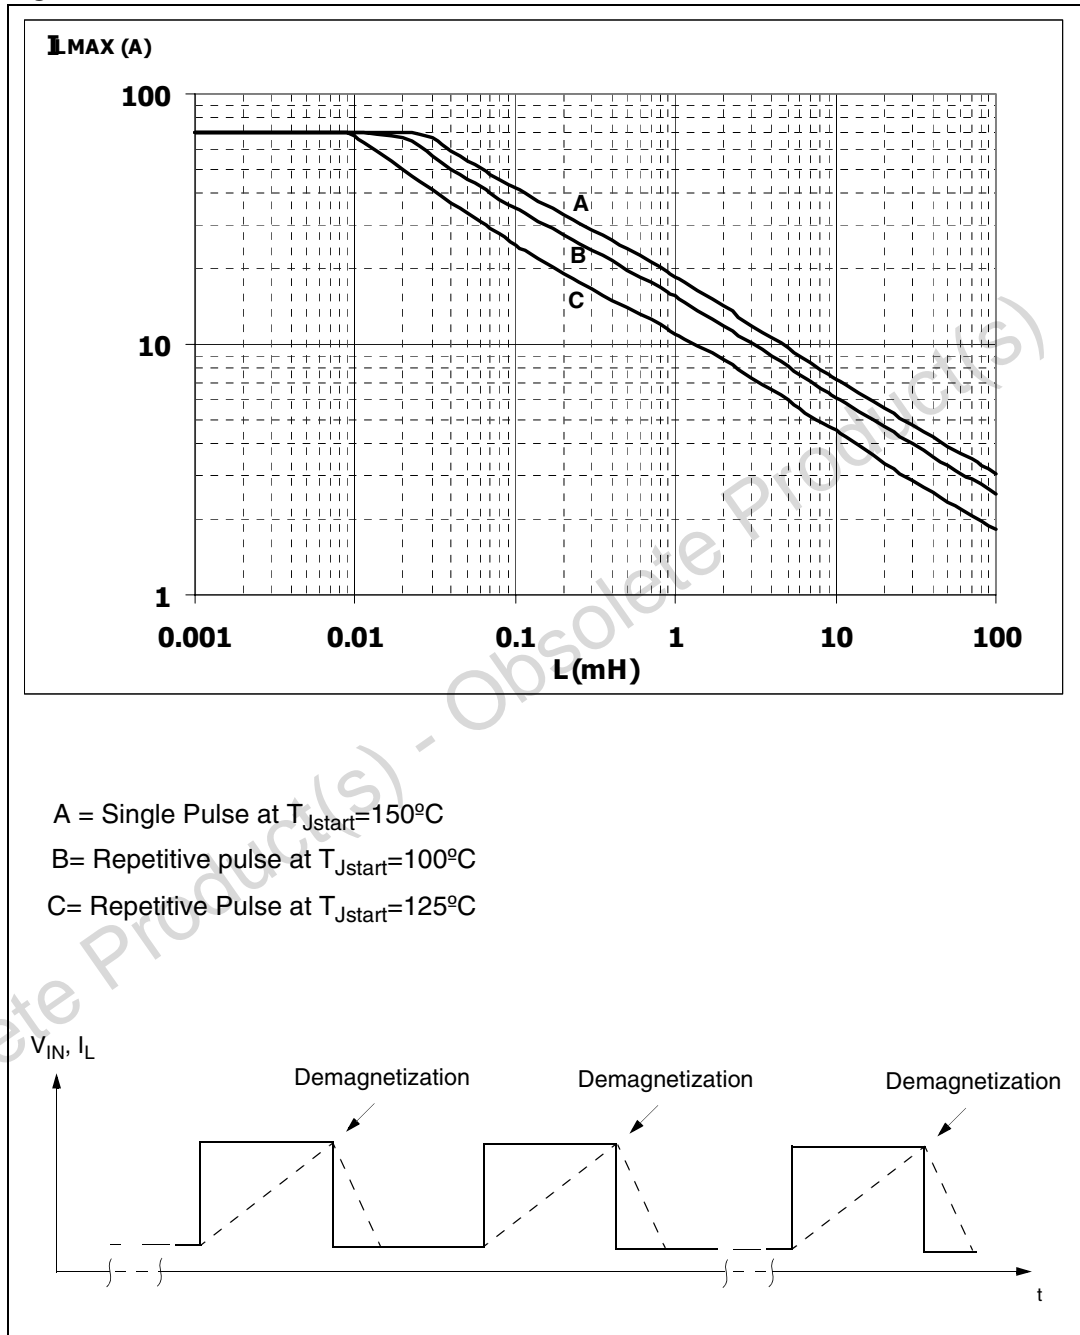 ILMAX (A)
100
10
1
A
B
C
0.001 0.01 0.1 1 10 100
L(mH)
A = Single Pulse at TJstart=150ºC
B= Repetitive pulse at TJstart=100ºC
C= Repetitive Pulse at TJstart=125ºC
VIN, IL
Demagnetization Demagnetization Demagnetization
t
ete Product(s) - Obsolete Product(s)